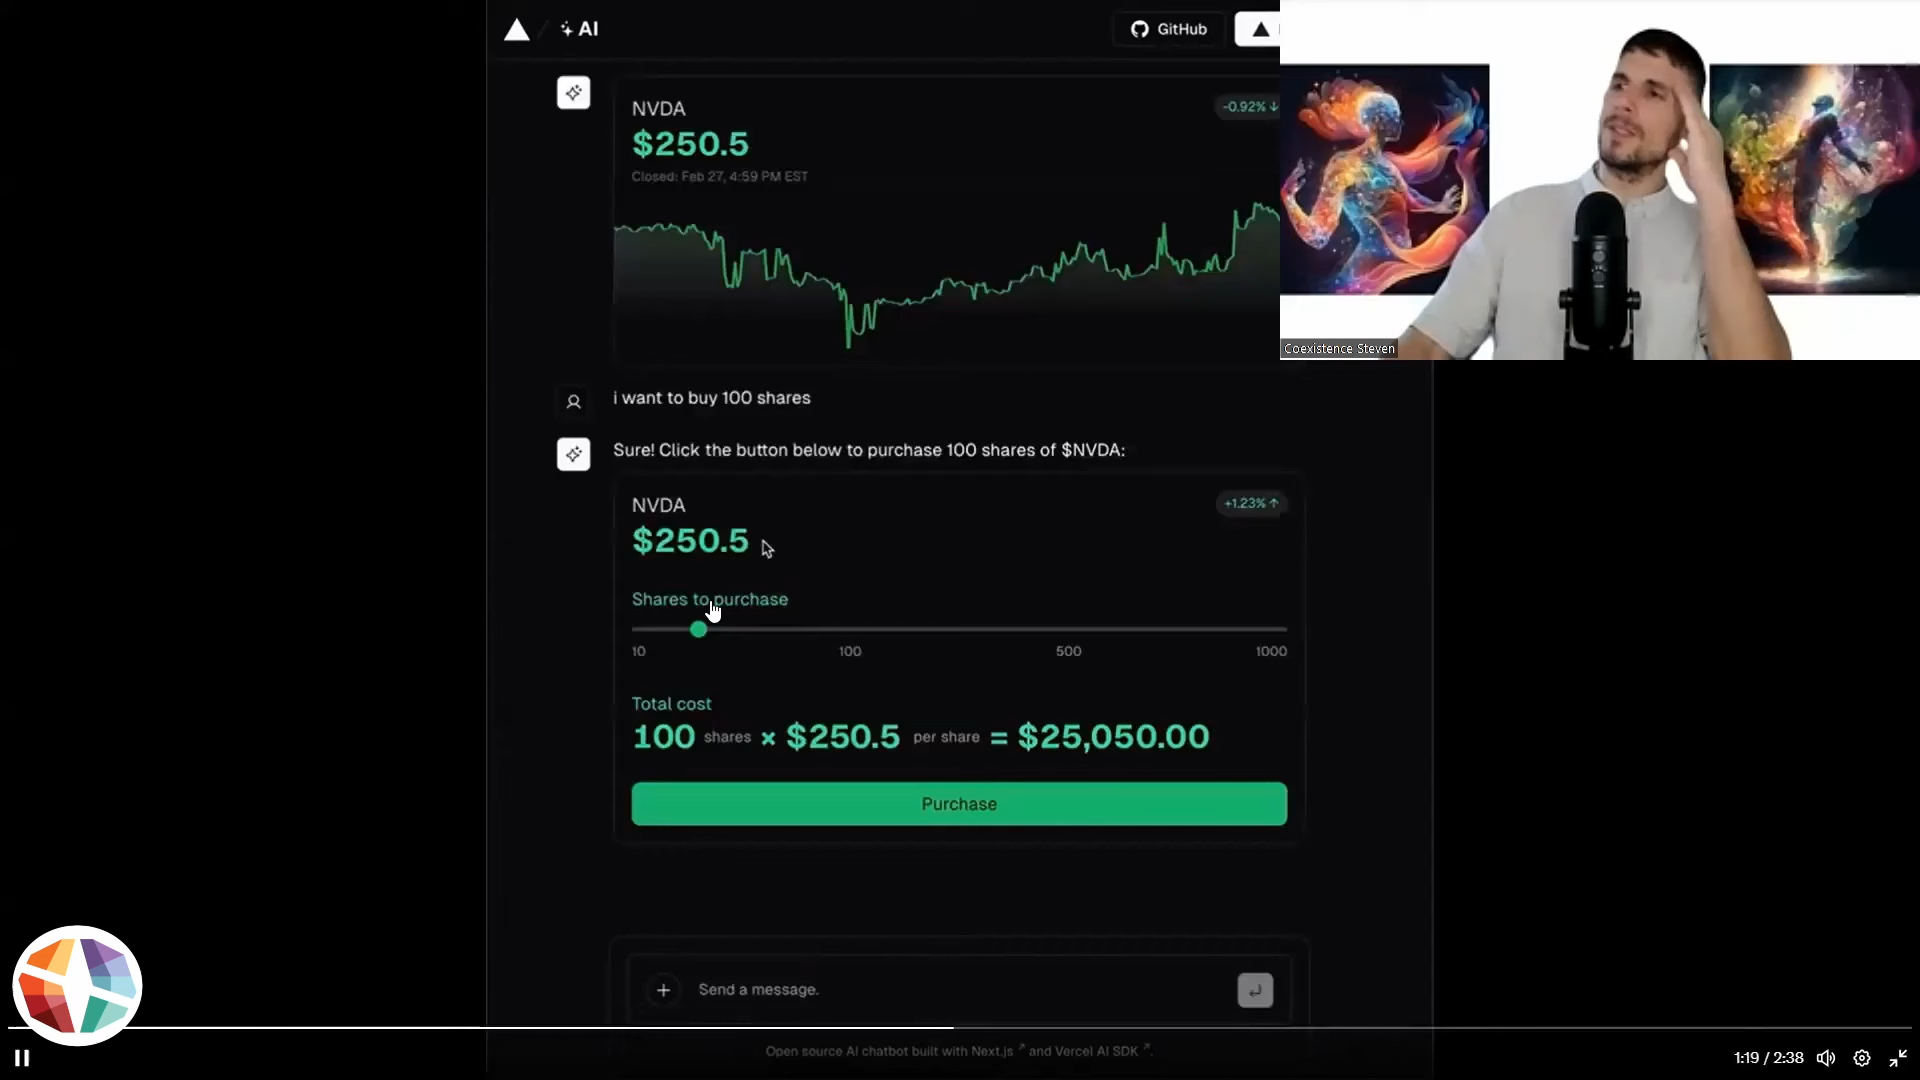 AI
GitHub
NVDA
-0.92% ↓
$250.5
Closed: Feb 27, 4:59 PM EST
Coexistence Steven
i want to buy 100 shares
Sure! Click the button below to purchase 100 shares of $NVDA:
NVDA
+1.23% ↑
$250.5
Shares to purchase
10 100 500 1000
Total cost
100 shares × $250.5 per share = $25,050.00
Purchase
Send a message.
Open source AI chatbot built with Next.js ↗ and Vercel AI SDK ↗.
1:19 / 2:38